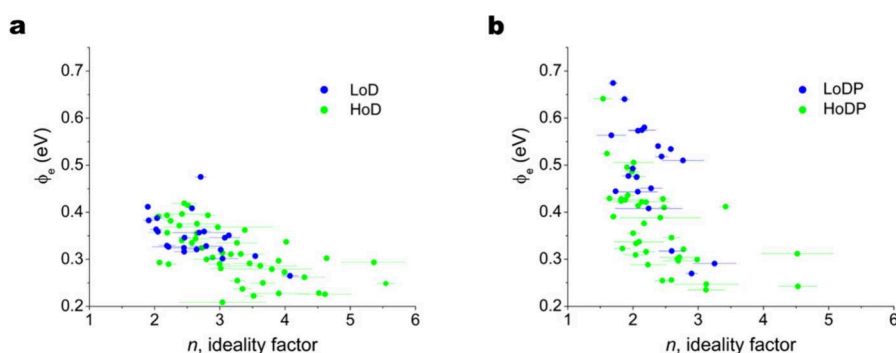 a
b
0.7
0.6
0.5
0.4
0.3
0.2
ϕe (eV)
LoD
HoD
1 2 3 4 5 6
n, ideality factor
0.7
0.6
0.5
0.4
0.3
0.2
ϕe (eV)
LoDP
HoDP
1 2 3 4 5 6
n, ideality factor